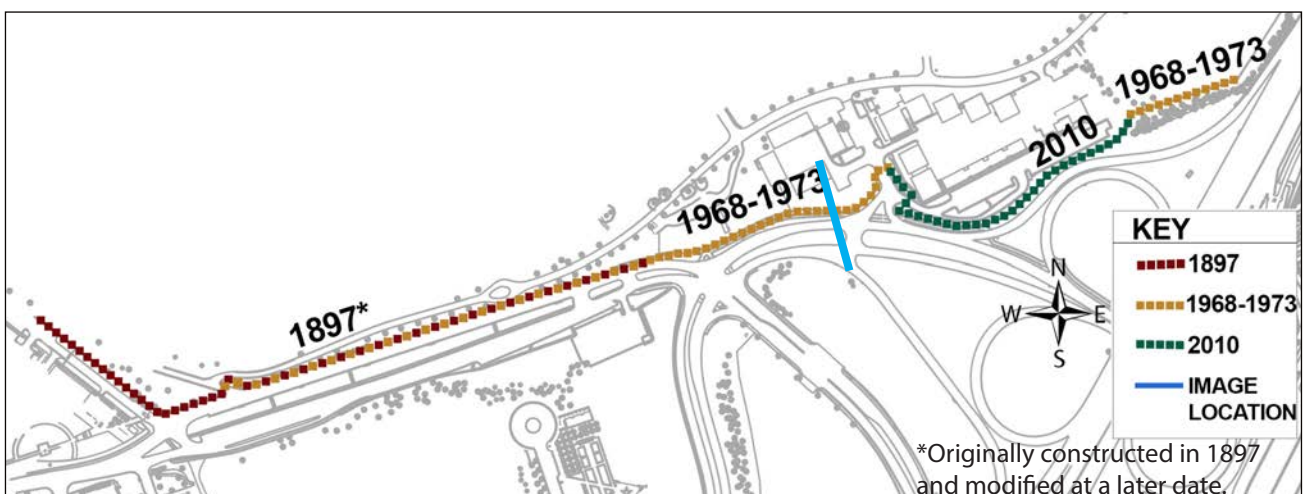 1968-1973
2010
1968-1973
1897*
KEY
1897
1968-1973
2010
IMAGE
LOCATION
N
W
E
S
*Originally constructed in 1897
and modified at a later date.